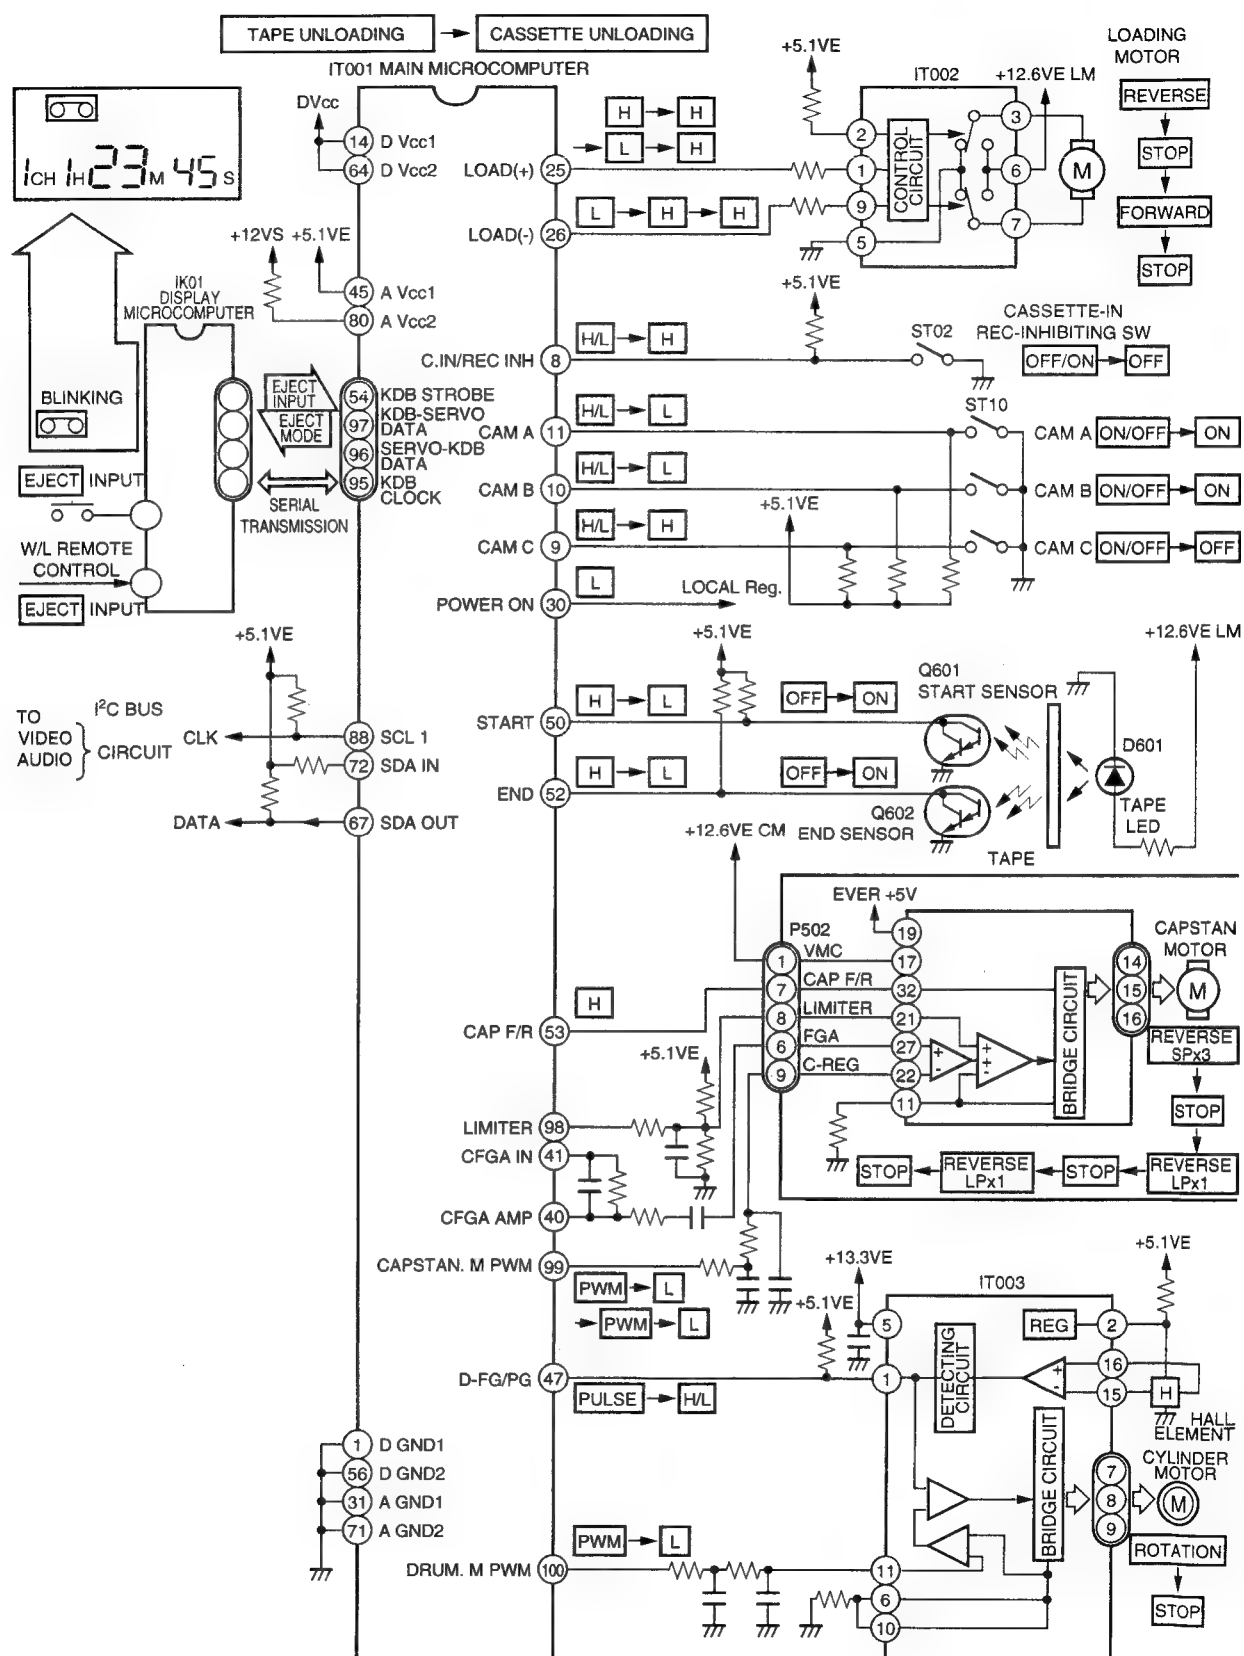 TAPE UNLOADING
CASSETTE UNLOADING
IT001 MAIN MICROCOMPUTER
1CH 1H 23M 45S
BLINKING
IK01
DISPLAY
MICROCOMPUTER
EJECT INPUT
W/L REMOTE
CONTROL
EJECT INPUT
EJECT
INPUT
EJECT
MODE
SERIAL
TRANSMISSION
DVcc
14 D Vcc1
64 D Vcc2
+12VS +5.1VE
45 A Vcc1
80 A Vcc2
54 KDB STROBE
97 KDB-SERVO
DATA
96 SERVO-KDB
DATA
95 KDB
CLOCK
+5.1VE
TO
VIDEO
AUDIO
I²C BUS
CIRCUIT
CLK
88 SCL 1
72 SDA IN
DATA
67 SDA OUT
1 D GND1
56 D GND2
31 A GND1
71 A GND2
LOAD(+) 25
H H
L H
LOAD(-) 26
L H H
+5.1VE
IT002
+12.6VE LM
2
1
9
5
CONTROL
CIRCUIT
3
6
7
M
LOADING
MOTOR
REVERSE
STOP
FORWARD
STOP
C.IN/REC INH 8
H/L H
+5.1VE
ST02
CASSETTE-IN
REC-INHIBITING SW
OFF/ON OFF
CAM A 11
H/L L
ST10
CAM A ON/OFF ON
CAM B 10
H/L L
CAM B ON/OFF ON
+5.1VE
CAM C 9
H/L H
CAM C ON/OFF OFF
POWER ON 30
L
LOCAL Reg.
+5.1VE
+12.6VE LM
START 50
H L
OFF ON
Q601
START SENSOR
D601
TAPE
LED
END 52
H L
OFF ON
Q602
END SENSOR
TAPE
+12.6VE CM
EVER +5V
P502
1 VMC 17
7 CAP F/R 32
8 LIMITER 21
6 FGA 27
9 C-REG 22
19
11
+
-
+
+
-
BRIDGE CIRCUIT
14
15
16
CAPSTAN
MOTOR
M
REVERSE
SPx3
STOP
REVERSE
LPx1
STOP
REVERSE
LPx1
STOP
CAP F/R 53
H
+5.1VE
LIMITER 98
CFGA IN 41
CFGA AMP 40
CAPSTAN. M PWM 99
PWM L
PWM L
+13.3VE
+5.1VE
IT003
+5.1VE
D-FG/PG 47
PULSE H/L
5
1
DETECTING
CIRCUIT
REG
2
16
15
+
-
H
HALL
ELEMENT
BRIDGE CIRCUIT
7
8
9
CYLINDER
MOTOR
M
ROTATION
STOP
DRUM. M PWM 100
PWM L
11
6
10